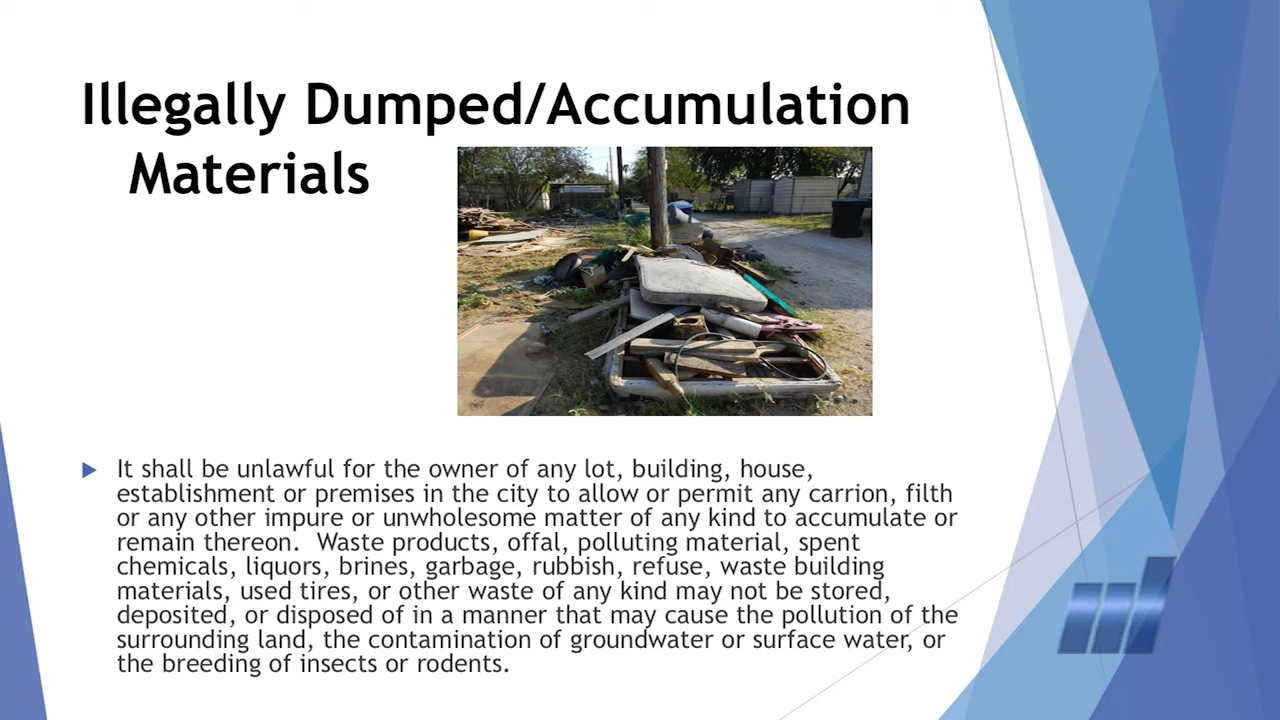 Illegally Dumped/Accumulation
Materials
It shall be unlawful for the owner of any lot, building, house,
establishment or premises in the city to allow or permit any carrion, filth
or any other impure or unwholesome matter of any kind to accumulate or
remain thereon.  Waste products, offal, polluting material, spent
chemicals, liquors, brines, garbage, rubbish, refuse, waste building
materials, used tires, or other waste of any kind may not be stored,
deposited, or disposed of in a manner that may cause the pollution of the
surrounding land, the contamination of groundwater or surface water, or
the breeding of insects or rodents.